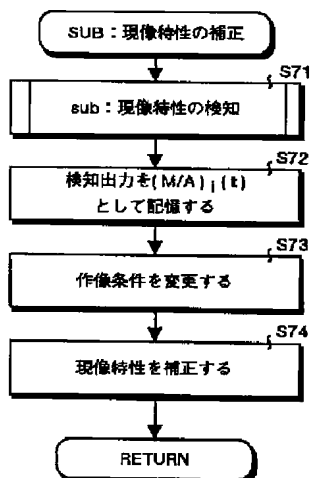 SUB：現像特性の補正
S71
sub：現像特性の検知
S72
検知出力を(M/A)i(t)
として記憶する
S73
作像条件を変更する
S74
現像特性を補正する
RETURN